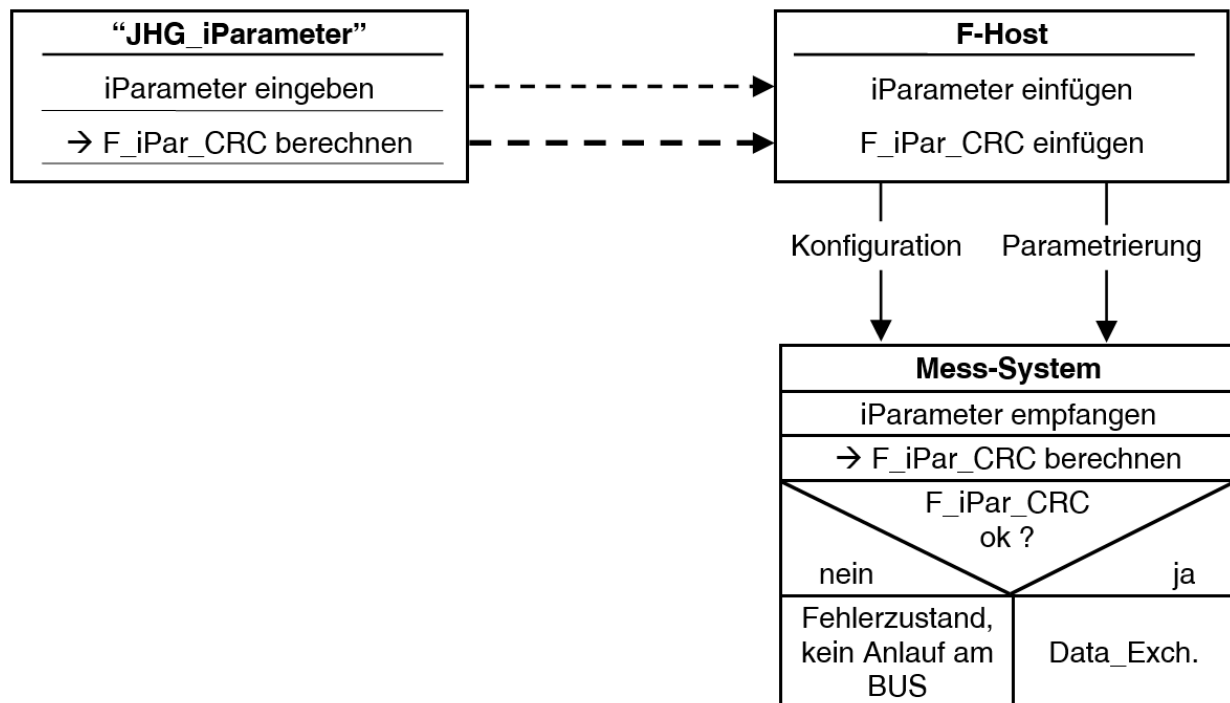 “JHG_iParameter”
iParameter eingeben
→ F_iPar_CRC berechnen
F-Host
iParameter einfügen
F_iPar_CRC einfügen
Konfiguration
Parametrierung
Mess-System
iParameter empfangen
→ F_iPar_CRC berechnen
F_iPar_CRC
ok ?
nein
ja
Fehlerzustand,
kein Anlauf am
BUS
Data_Exch.